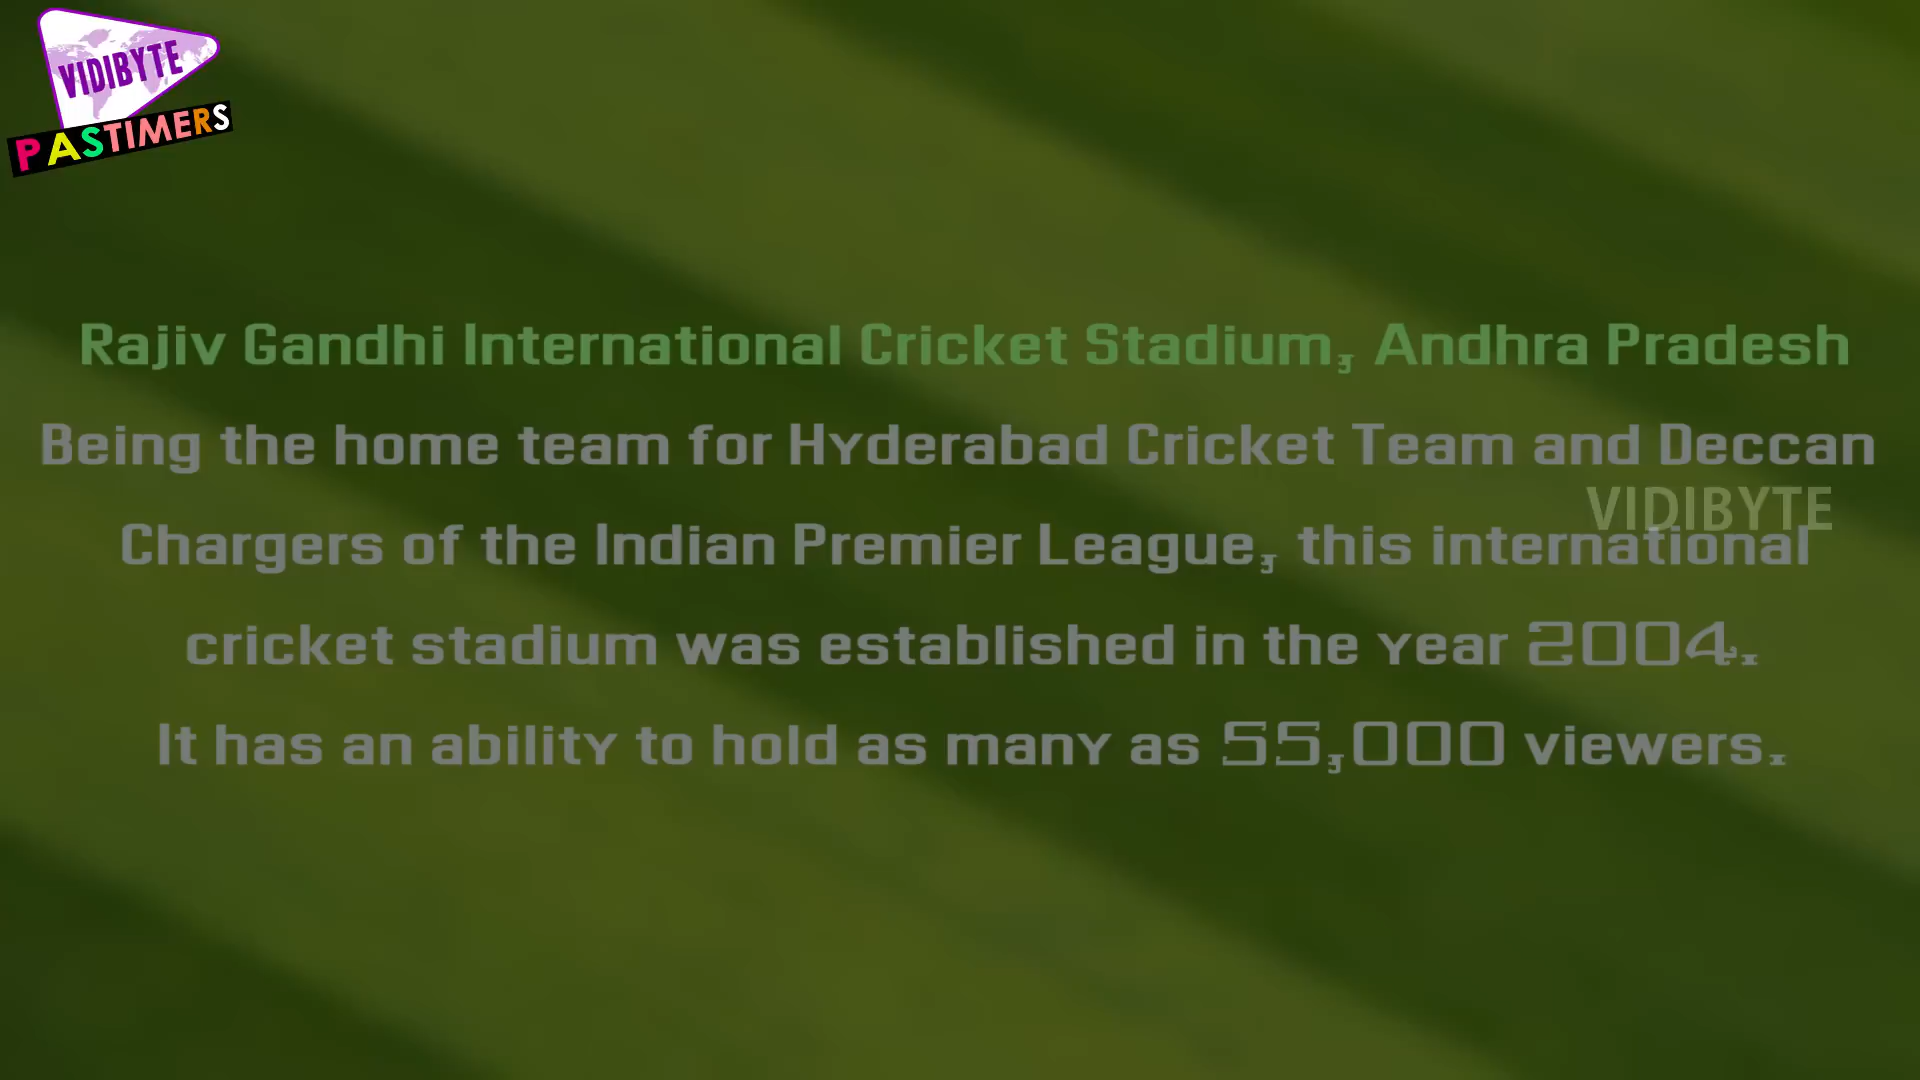 VIDIBYTE
PASTIMERS
Rajiv Gandhi International Cricket Stadium, Andhra Pradesh
Being the home team for Hyderabad Cricket Team and Deccan
VIDIBYTE
Chargers of the Indian Premier League, this international
cricket stadium was established in the year 2004.
It has an ability to hold as many as 55,000 viewers.